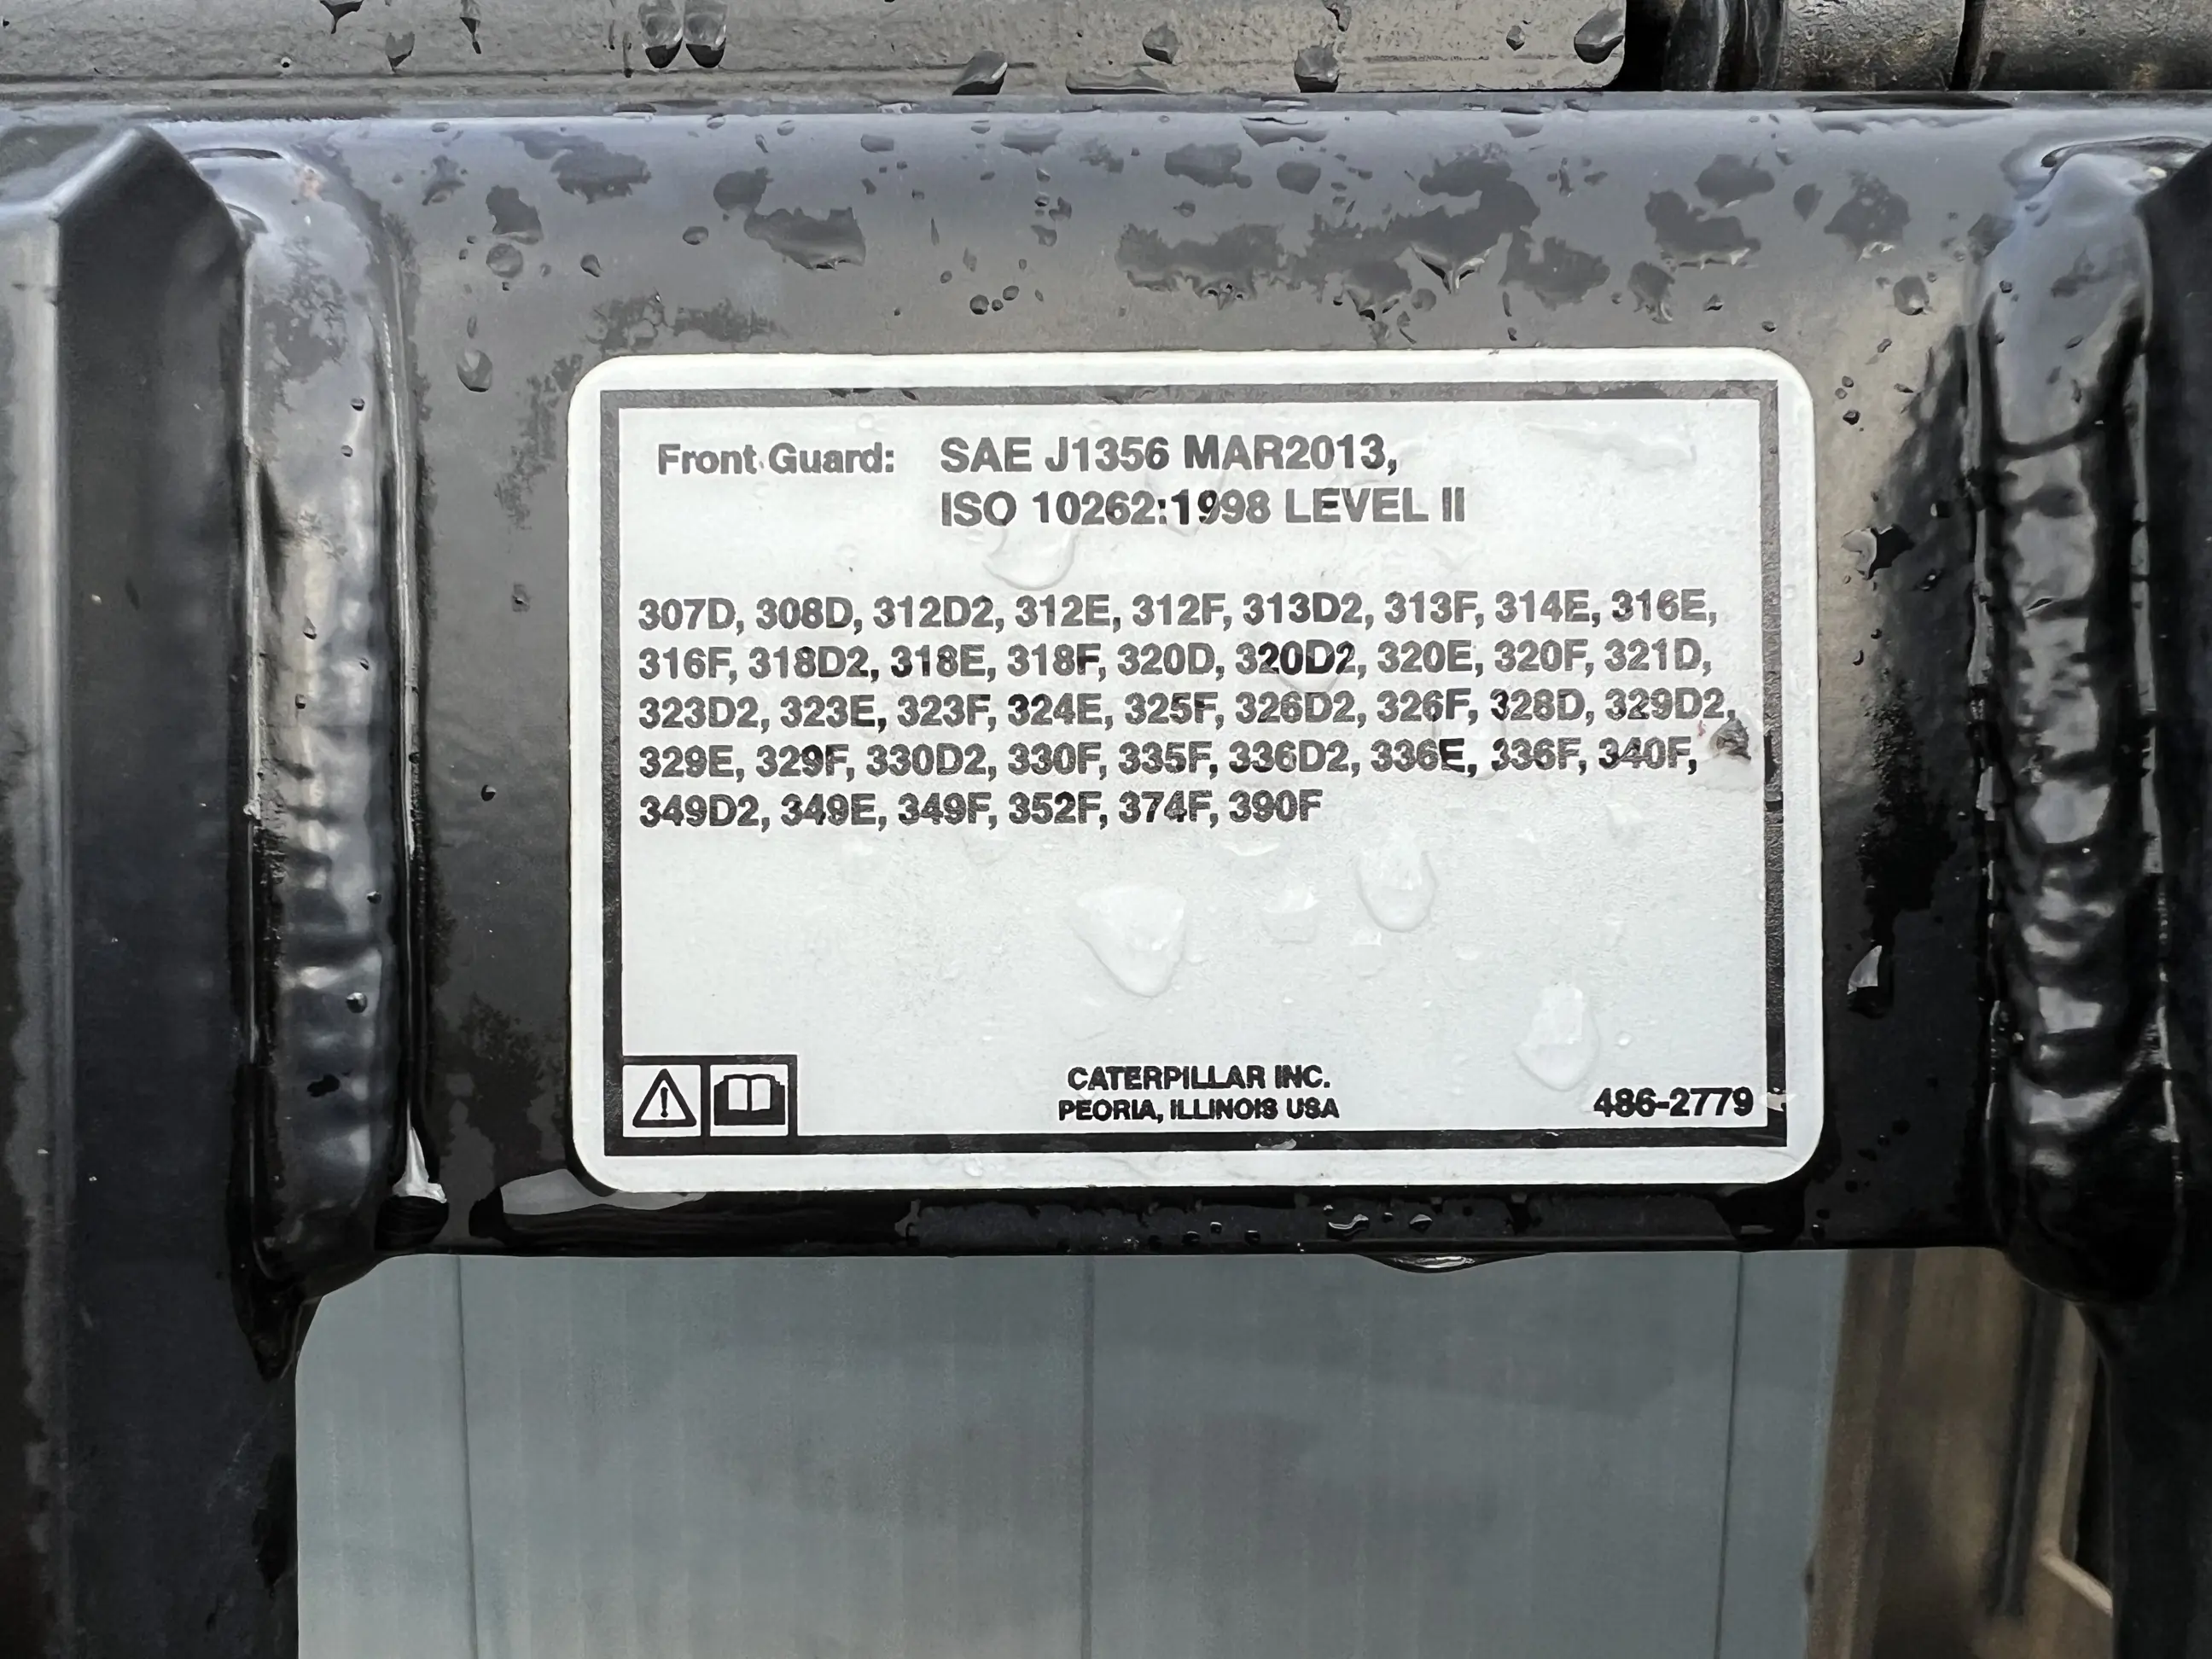 Front Guard: SAE J1356 MAR2013,
ISO 10262:1998 LEVEL II
307D, 308D, 312D2, 312E, 312F, 313D2, 313F, 314E, 316E,
316F, 318D2, 318E, 318F, 320D, 320D2, 320E, 320F, 321D,
323D2, 323E, 323F, 324E, 325F, 326D2, 326F, 328D, 329D2,
329E, 329F, 330D2, 330F, 335F, 336D2, 336E, 336F, 340F,
349D2, 349E, 349F, 352F, 374F, 390F
CATERPILLAR INC.
PEORIA, ILLINOIS USA
486-2779